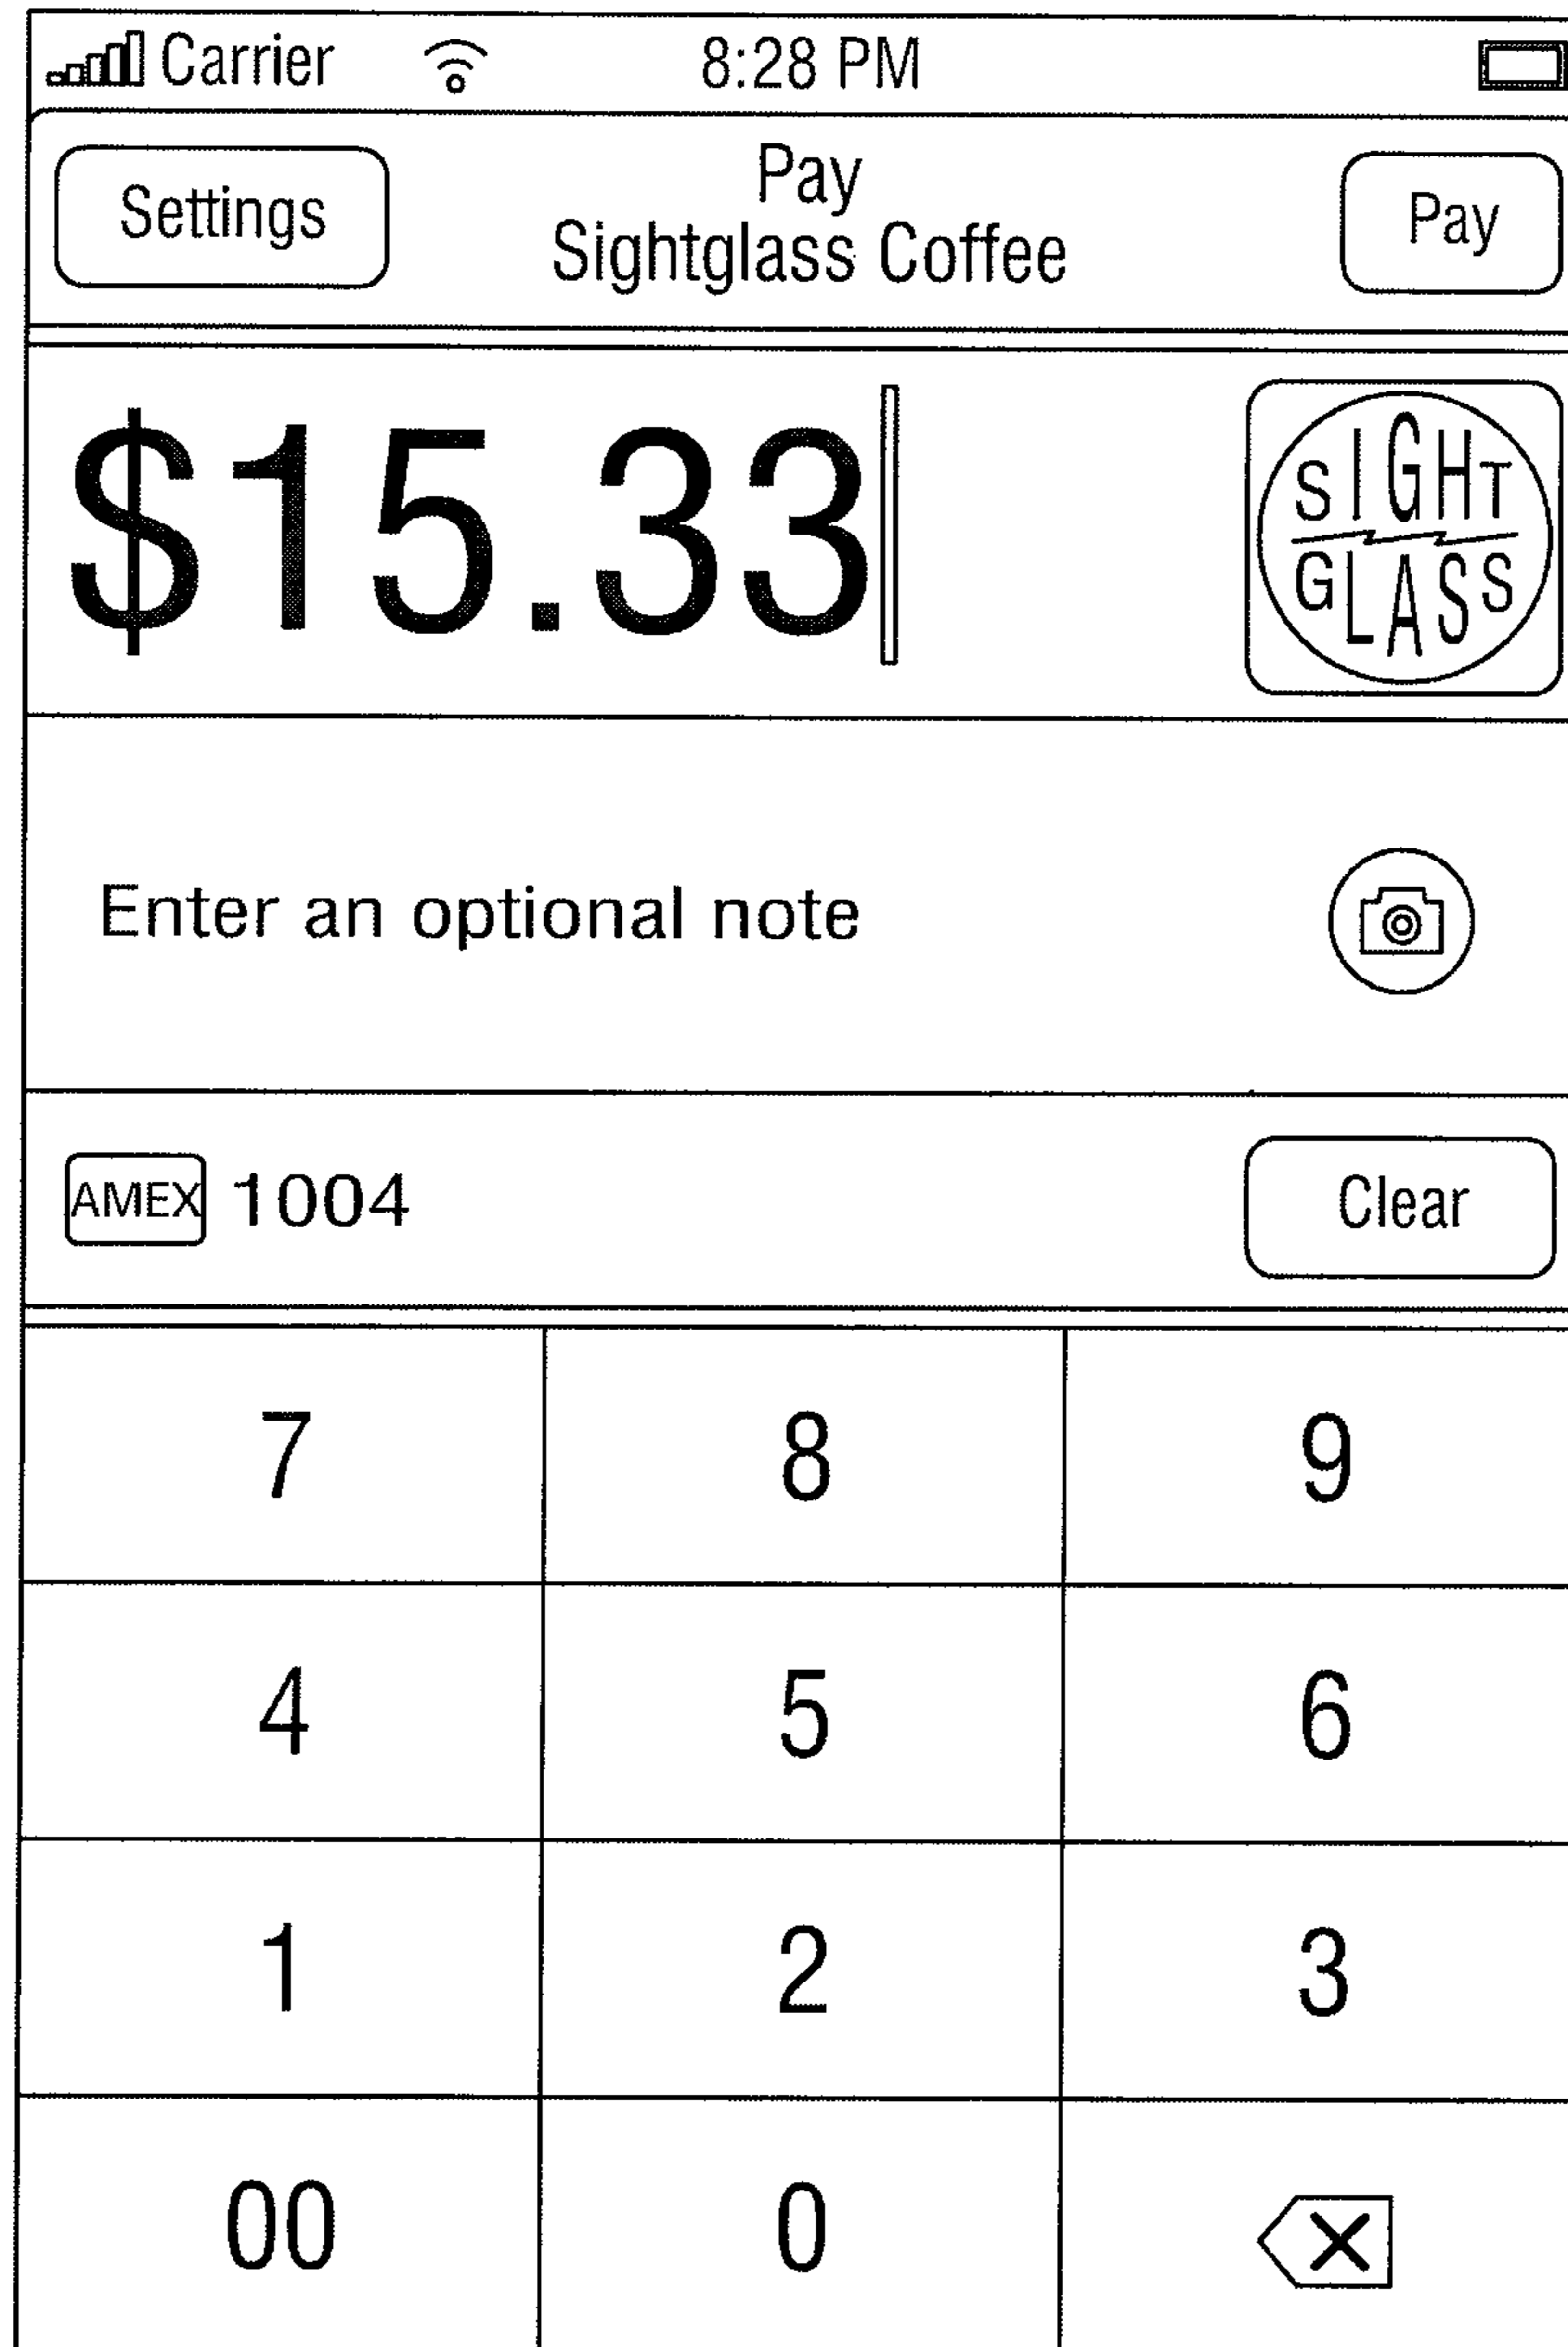 Carrier 8:28 PM
Settings
Pay
Sightglass Coffee
Pay
$15.33
SIGHT
GLASS
Enter an optional note
AMEX 1004
Clear
7 8 9
4 5 6
1 2 3
00 0